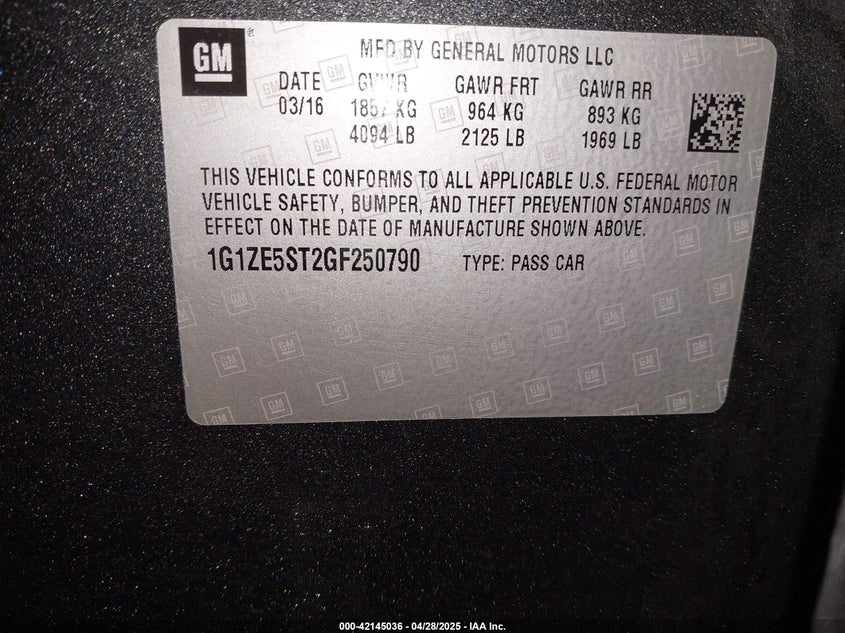 GM
MFD BY GENERAL MOTORS LLC
DATE GVWR GAWR FRT GAWR RR
03/16 1857 KG 964 KG 893 KG
4094 LB 2125 LB 1969 LB
THIS VEHICLE CONFORMS TO ALL APPLICABLE U.S. FEDERAL MOTOR
VEHICLE SAFETY, BUMPER, AND THEFT PREVENTION STANDARDS IN
EFFECT ON THE DATE OF MANUFACTURE SHOWN ABOVE.
1G1ZE5ST2GF250790 TYPE: PASS CAR
000-42145036 | 04/28/2025 - IAA Inc.